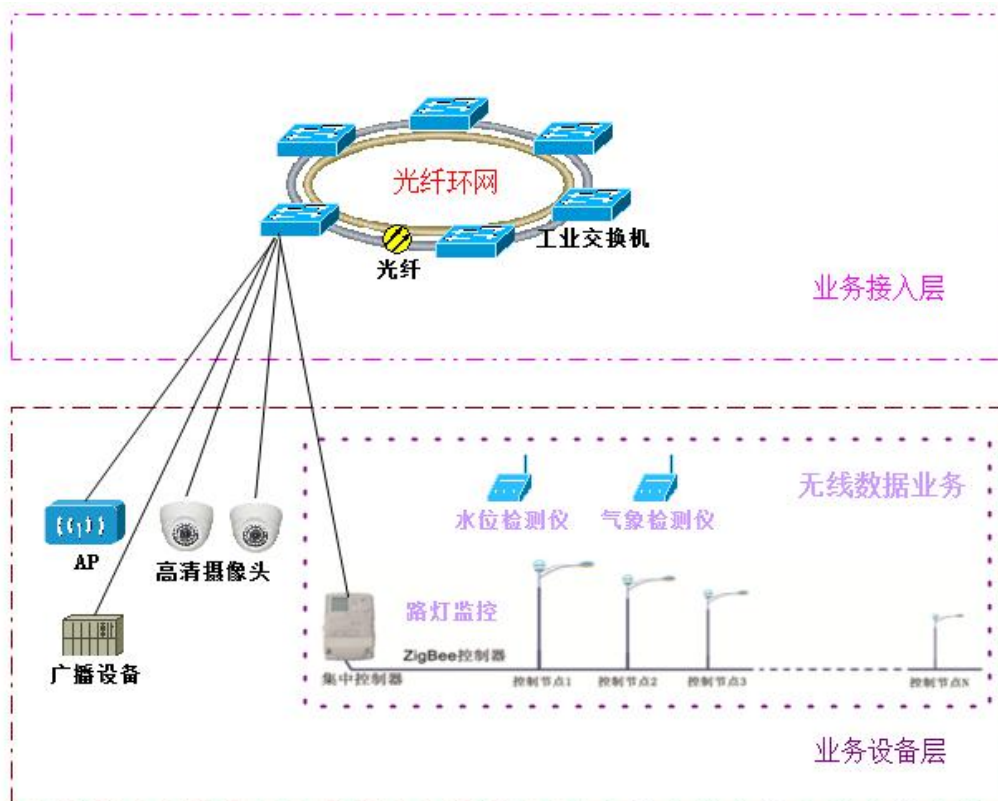 光纤环网
工业交换机
光纤
业务接入层
无线数据业务
水位检测仪
气象检测仪
AP
高清摄像头
路灯监控
广播设备
ZigBee控制器
集中控制器
控制节点1
控制节点2
控制节点3
控制节点N
业务设备层